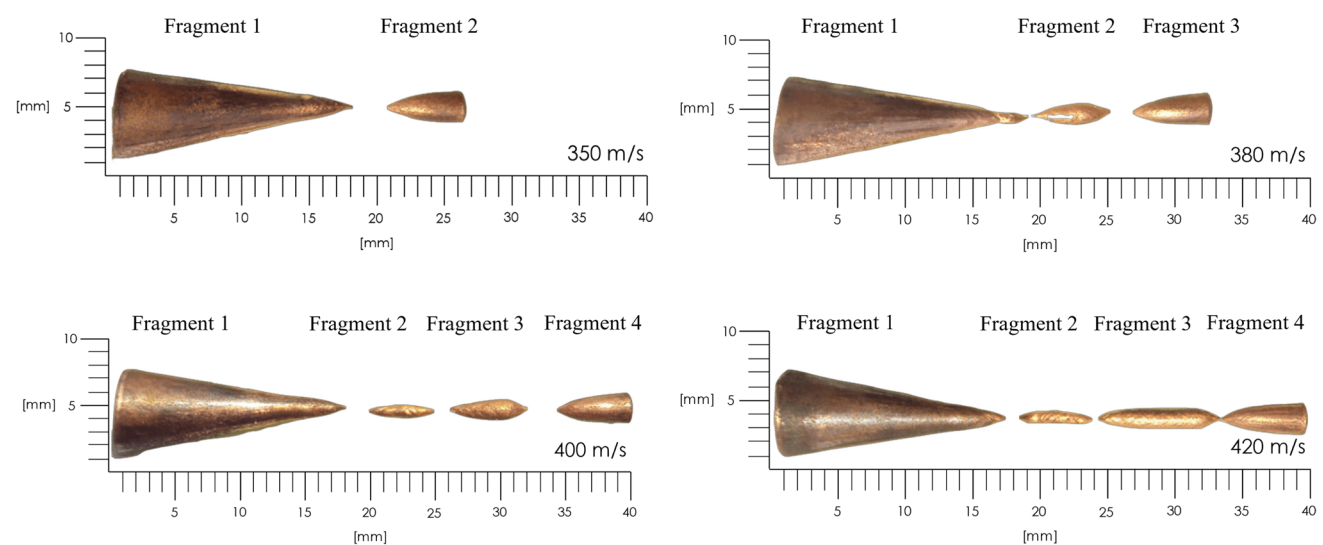 Fragment 1 Fragment 2
10
[mm] 5
350 m/s
5 10 15 20 25 30 35 40
[mm]
Fragment 1 Fragment 2 Fragment 3
10
[mm] 5
380 m/s
5 10 15 20 25 30 35 40
[mm]
Fragment 1 Fragment 2 Fragment 3 Fragment 4
10
[mm] 5
400 m/s
5 10 15 20 25 30 35 40
[mm]
Fragment 1 Fragment 2 Fragment 3 Fragment 4
10
[mm] 5
420 m/s
5 10 15 20 25 30 35 40
[mm]